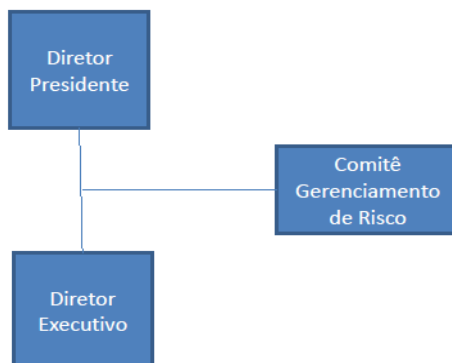 Diretor
Presidente
Comitê
Gerenciamento
de Risco
Diretor
Executivo